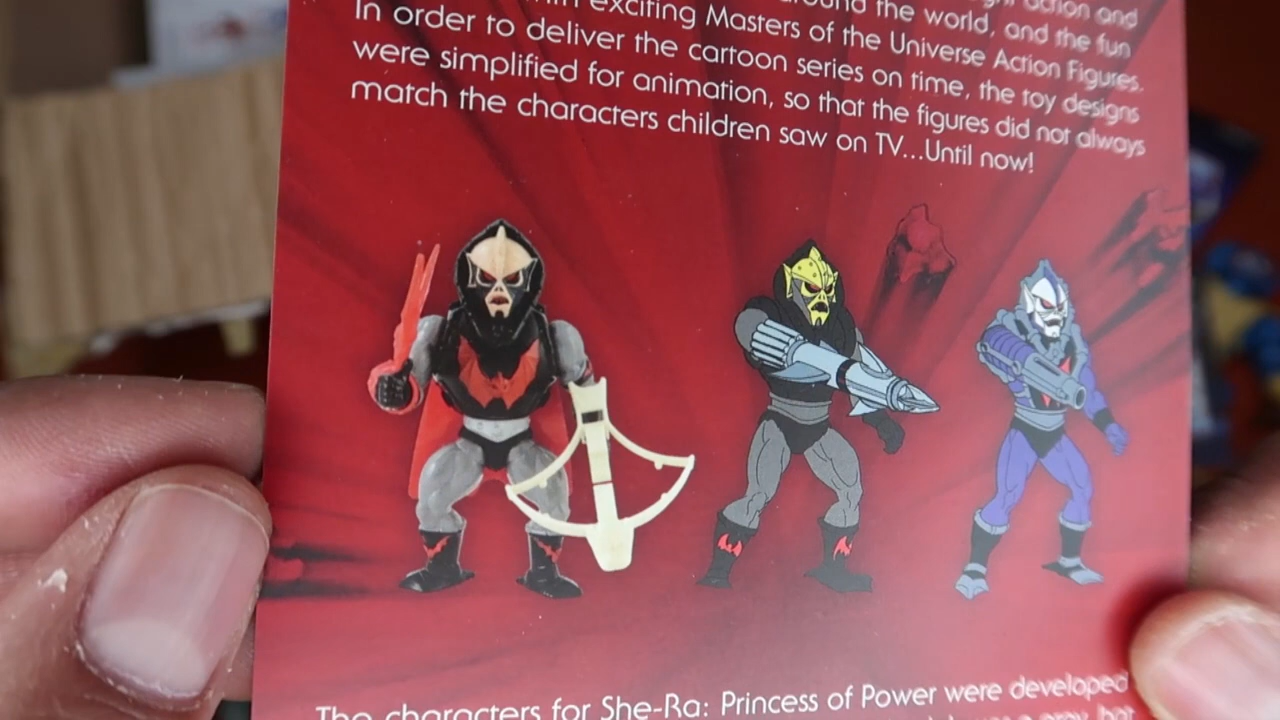 the world, and the fun
exciting Masters of the Universe Action Figures.
In order to deliver the cartoon series on time, the toy designs
were simplified for animation, so that the figures did not always
match the characters children saw on TV...Until now!
The characters for She-Ra: Princess of Power were developed